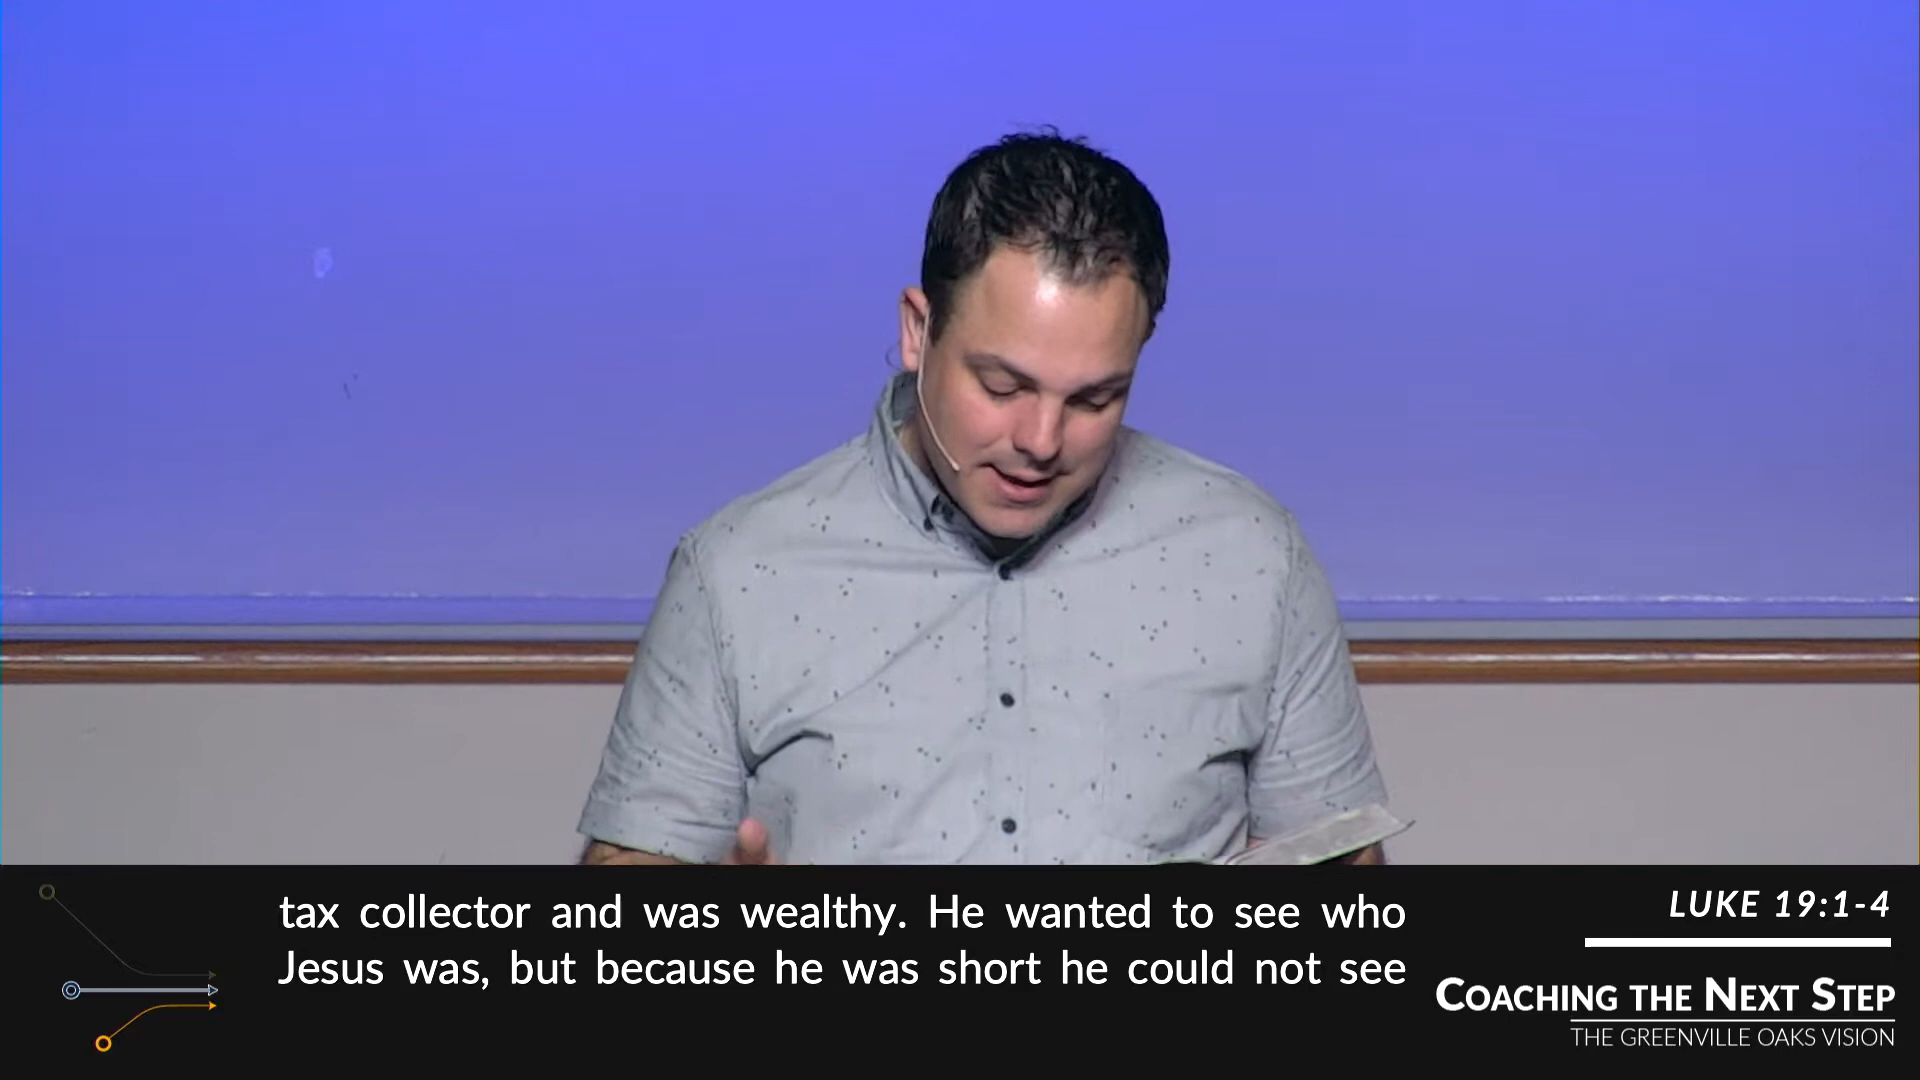 tax collector and was wealthy. He wanted to see who
Jesus was, but because he was short he could not see
LUKE 19:1-4
COACHING THE NEXT STEP
THE GREENVILLE OAKS VISION